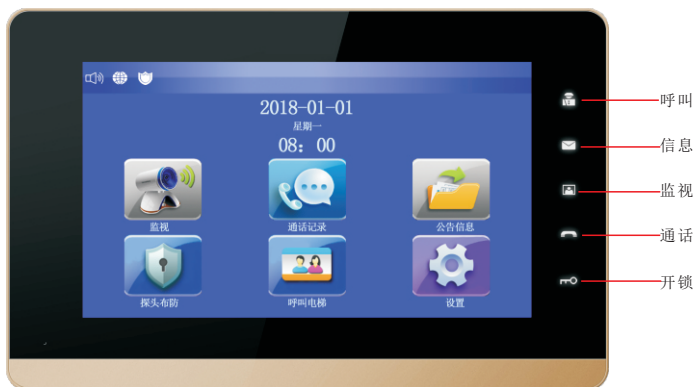 2018-01-01
星期一
08：00
监视
通话记录
公告信息
探头布防
呼叫电梯
设置
呼叫
信息
监视
通话
开锁